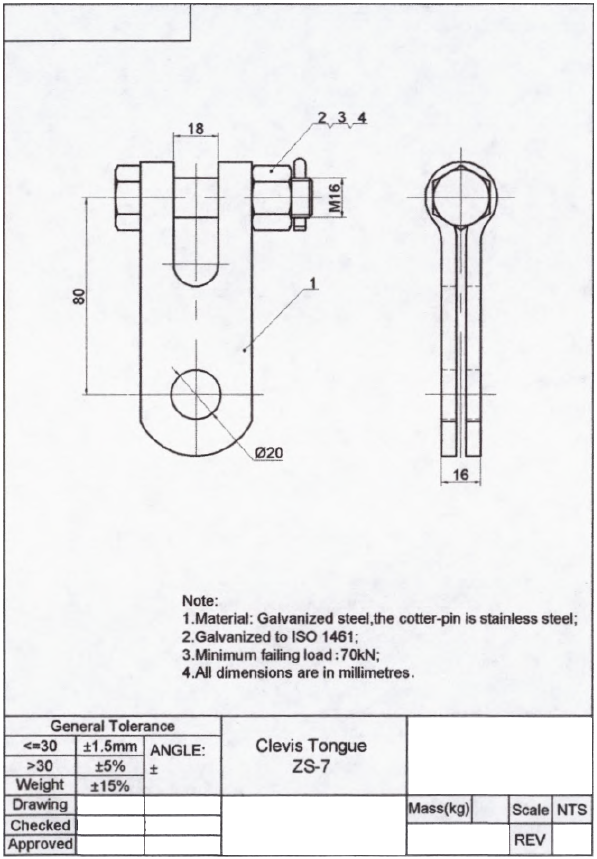 18
2 3 4
M16
80
1
Ø20
16
Note:
1.Material: Galvanized steel,the cotter-pin is stainless steel;
2.Galvanized to ISO 1461;
3.Minimum failing load :70kN;
4.All dimensions are in millimetres.
General Tolerance
<=30 ±1.5mm ANGLE:
>30 ±5% ±
Weight ±15%
Clevis Tongue
ZS-7
Drawing
Checked
Approved
Mass(kg) Scale NTS
REV